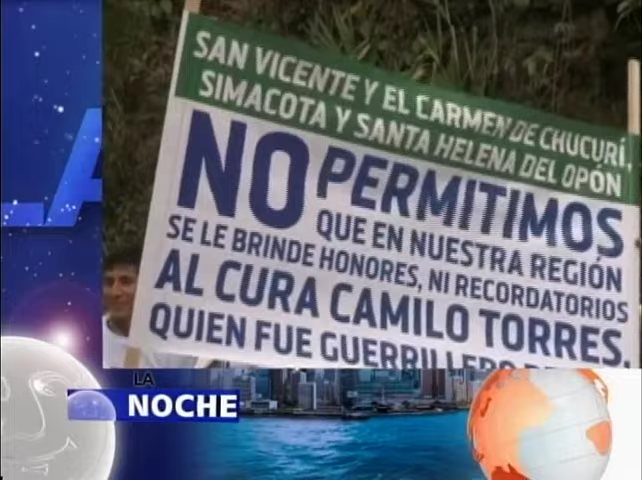 SAN VICENTE Y EL CARMEN DE CHUCURÍ,
SIMACOTA Y SANTA HELENA DEL OPÓN
NO PERMITIMOS
QUE EN NUESTRA REGIÓN
SE LE BRINDE HONORES, NI RECORDATORIOS
AL CURA CAMILO TORRES,
QUIEN FUE GUERRILLERO
LA
NOCHE